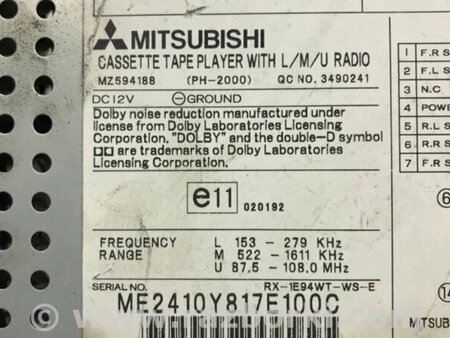 MITSUBISHI
CASSETTE TAPE PLAYER WITH L/M/U RADIO
MZ594188 (PH-2000) QC NO. 3490241
DC12V ⊖GROUND
Dolby noise reduction manufactured under
license from Dolby Laboratories Licensing
Corporation. "DOLBY" and the double-D symbol
are trademarks of Dolby Laboratories
Licensing Corporation.
e11 020192
FREQUENCY L 153 - 279 KHz
RANGE M 522 - 1611 KHz
U 87.5 - 108.0 MHz
SERIAL NO. RX-1E94WT-WS-E
ME2410Y817E100C
1 F.R S
2 F.L S
3 N.C
4 POWE
5 R.L S
6 R.R S
7 F.R S
6
14